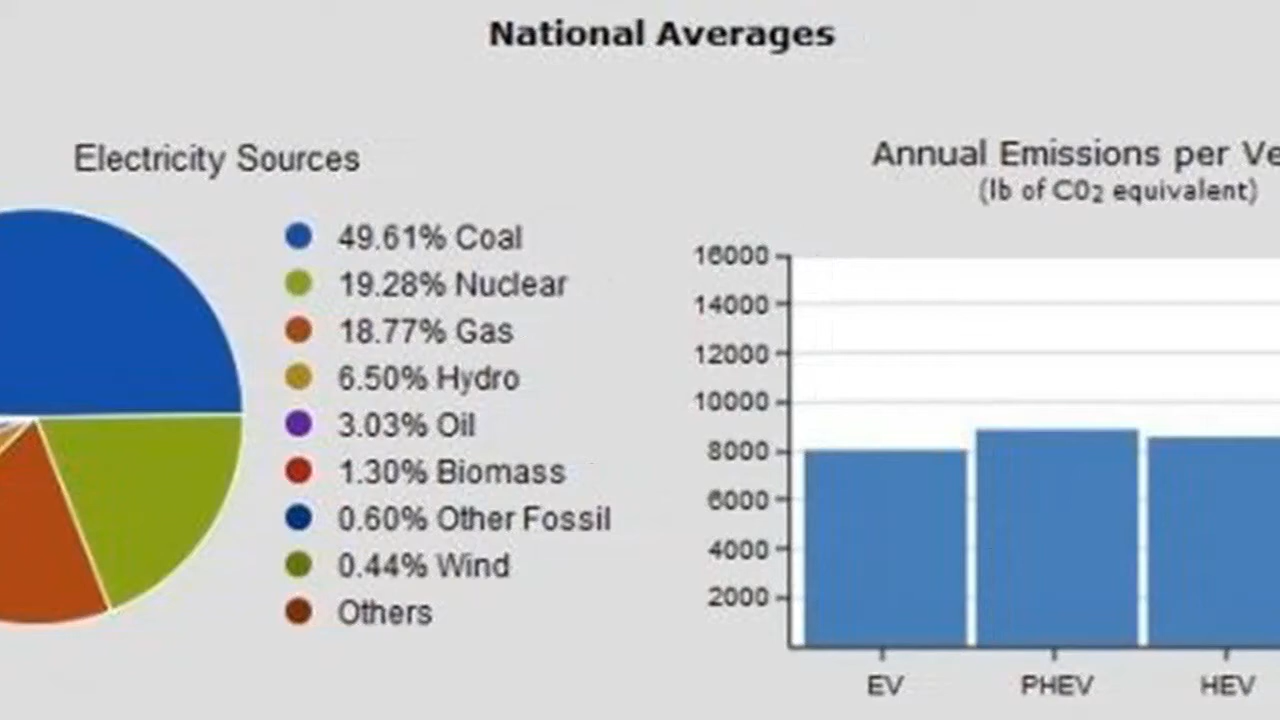 National Averages
Electricity Sources
49.61% Coal
19.28% Nuclear
18.77% Gas
6.50% Hydro
3.03% Oil
1.30% Biomass
0.60% Other Fossil
0.44% Wind
Others
Annual Emissions per Ve
(lb of CO₂ equivalent)
16000
14000
12000
10000
8000
6000
4000
2000
EV PHEV HEV